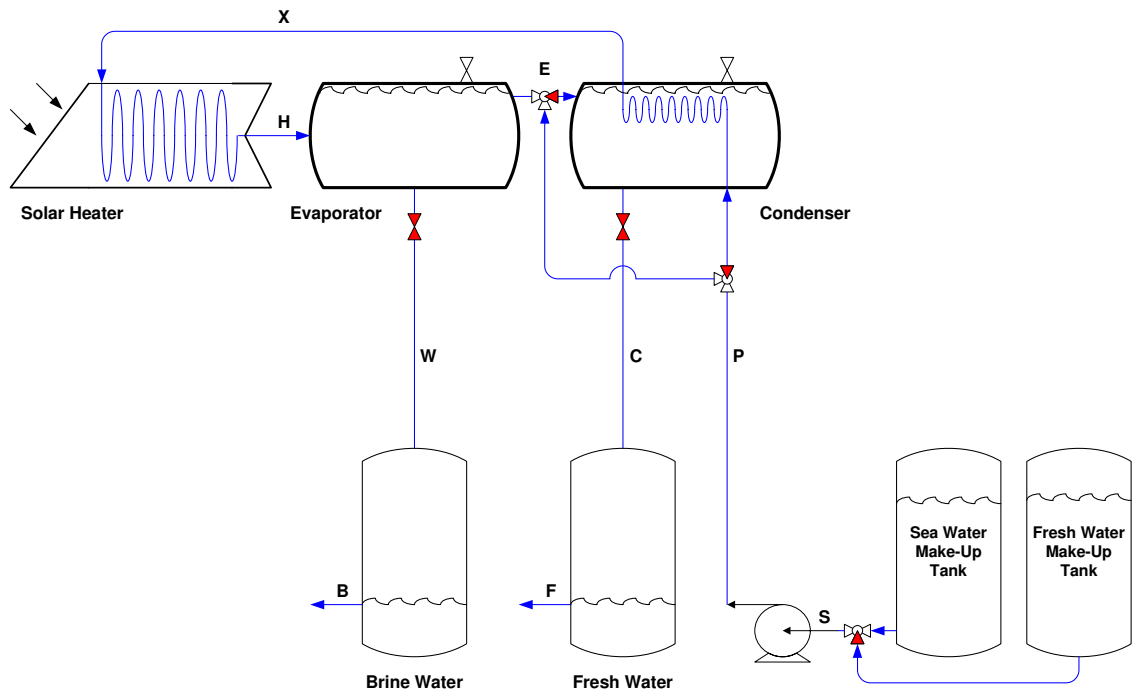 X
E
H
Solar Heater
Evaporator
Condenser
W
C
P
Sea Water
Make-Up
Tank
Fresh Water
Make-Up
Tank
B
F
S
Brine Water
Fresh Water